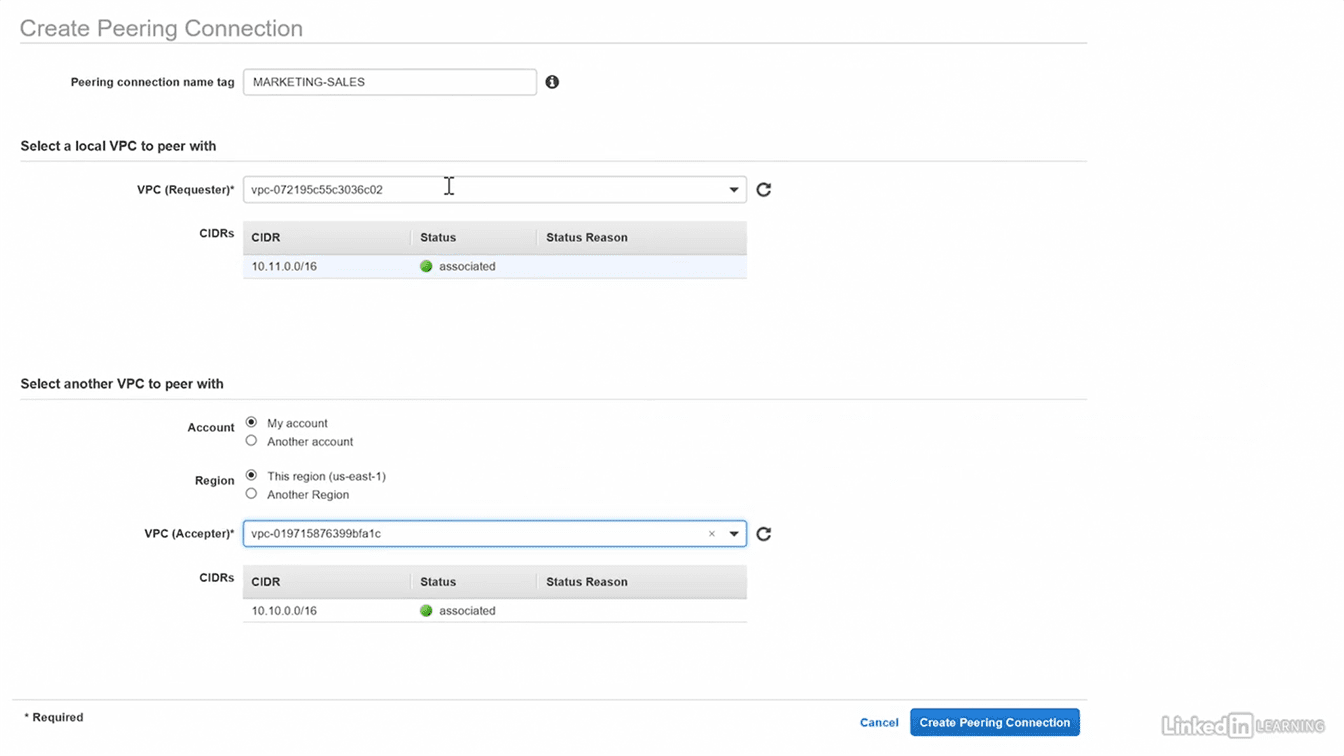 Create Peering Connection
Peering connection name tag MARKETING-SALES
Select a local VPC to peer with
VPC (Requester)* vpc-072195c55c3036c02
CIDRs CIDR Status Status Reason
10.11.0.0/16 associated
Select another VPC to peer with
Account My account
Another account
Region This region (us-east-1)
Another Region
VPC (Accepter)* vpc-019715876399bfa1c ×
CIDRs CIDR Status Status Reason
10.10.0.0/16 associated
* Required Cancel Create Peering Connection
LinkedIn LEARNING